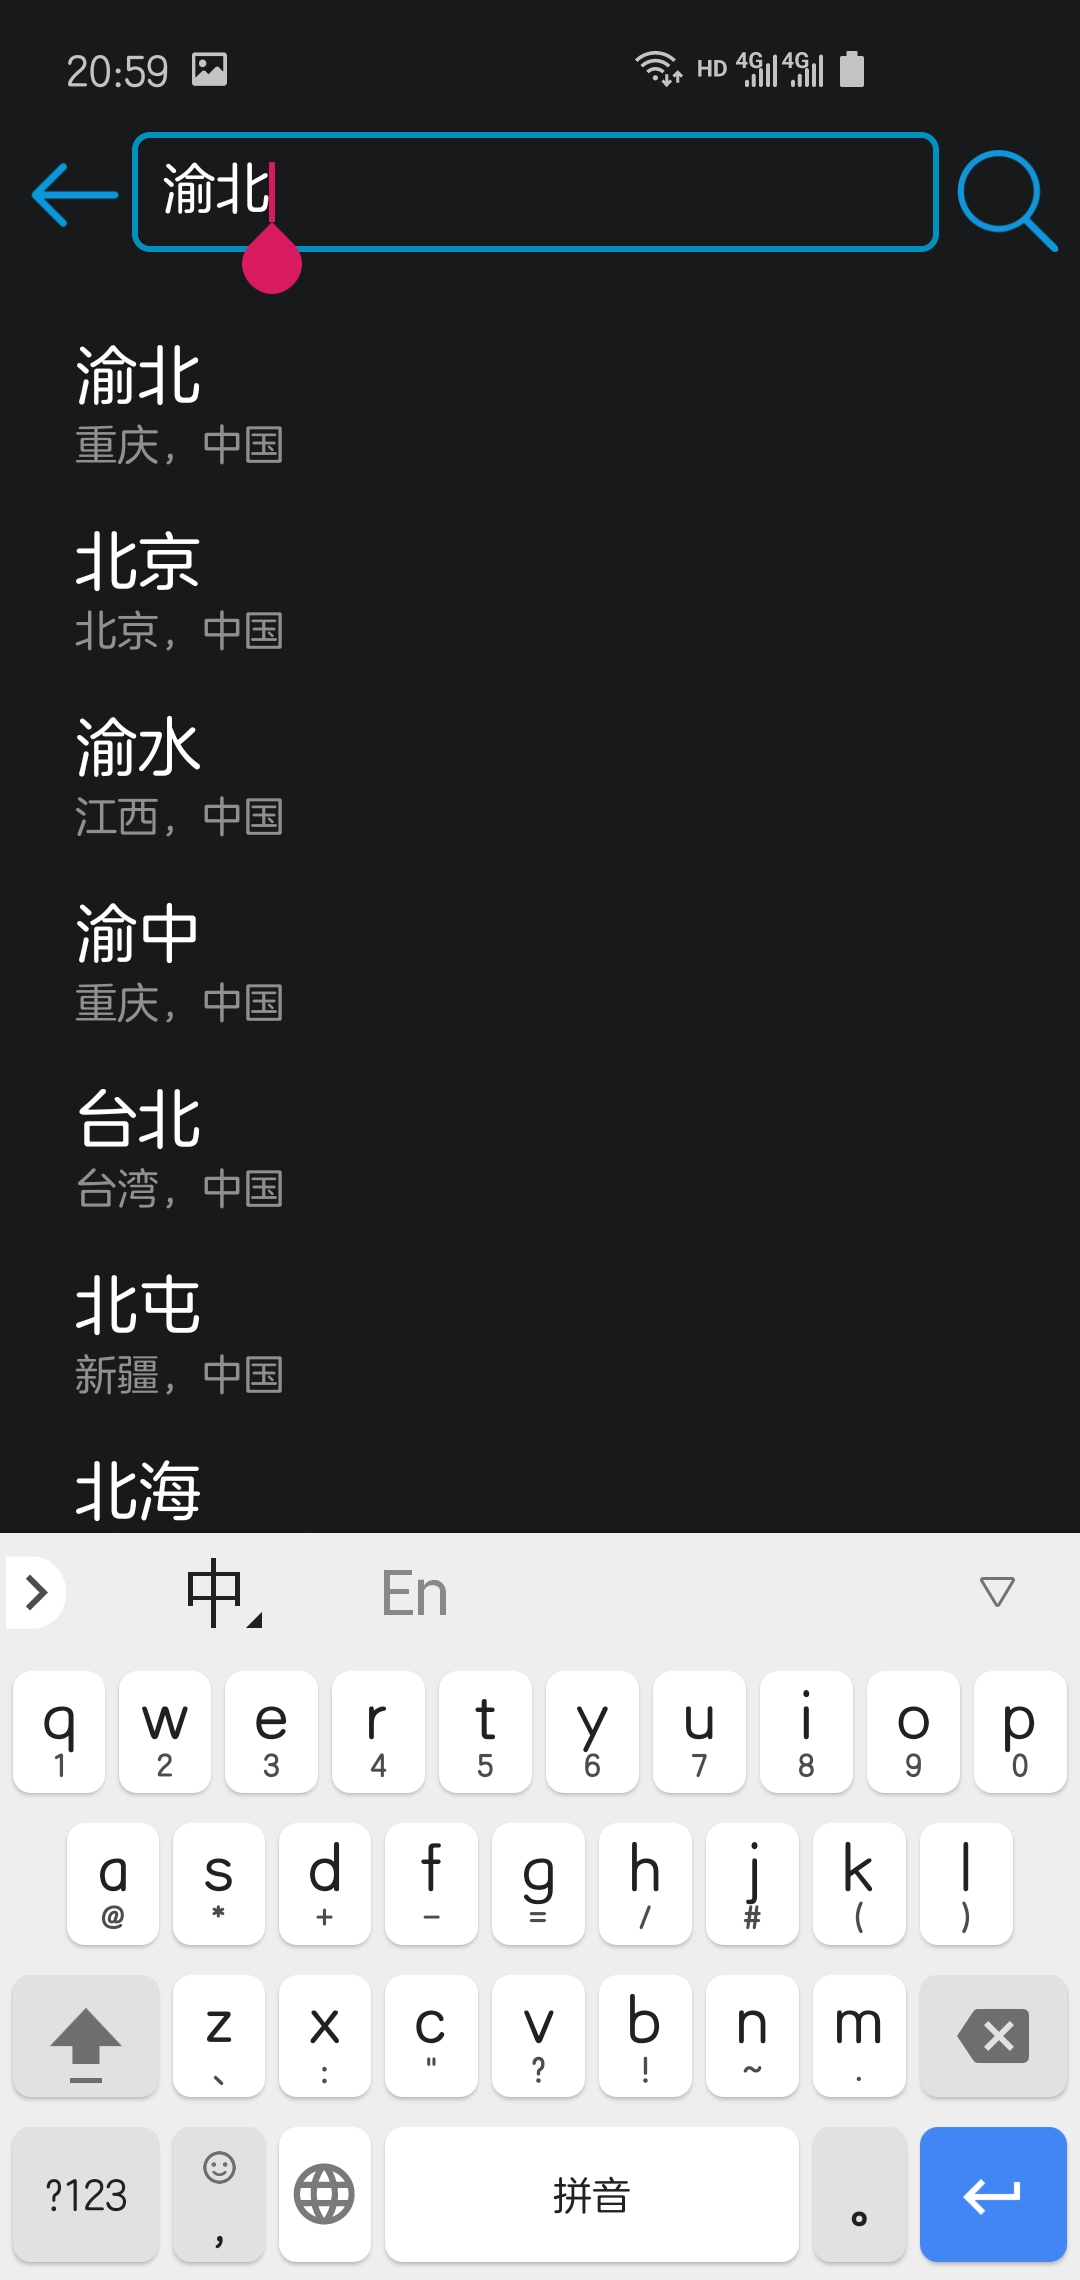 20:59 HD 4G 4G
渝北
渝北
重庆，中国
北京
北京，中国
渝水
江西，中国
渝中
重庆，中国
台北
台湾，中国
北屯
新疆，中国
北海
中 En
q w e r t y u i o p
1 2 3 4 5 6 7 8 9 0
a s d f g h j k l
@ * + - = / # ( )
z x c v b n m
、 : " ? ! ~ .
?123 , 拼音 。